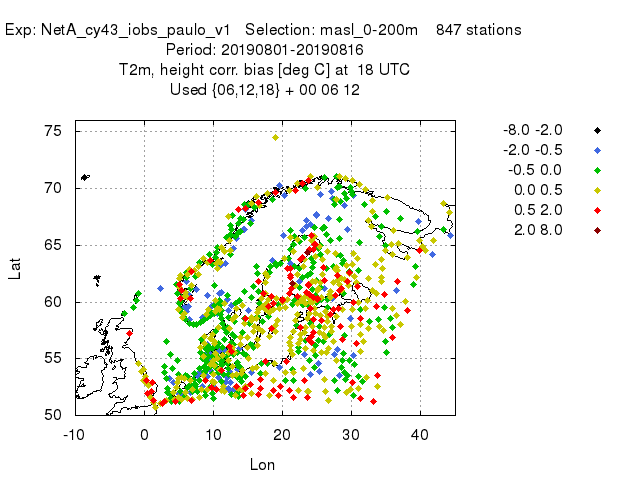 Exp: NetA_cy43_iobs_paulo_v1 Selection: masl_0-200m 847 stations
Period: 20190801-20190816
T2m, height corr. bias [deg C] at 18 UTC
Used {06,12,18} + 00 06 12
75
70
65
60
55
50
Lat
-10 0 10 20 30 40
Lon
-8.0 -2.0
-2.0 -0.5
-0.5 0.0
0.0 0.5
0.5 2.0
2.0 8.0